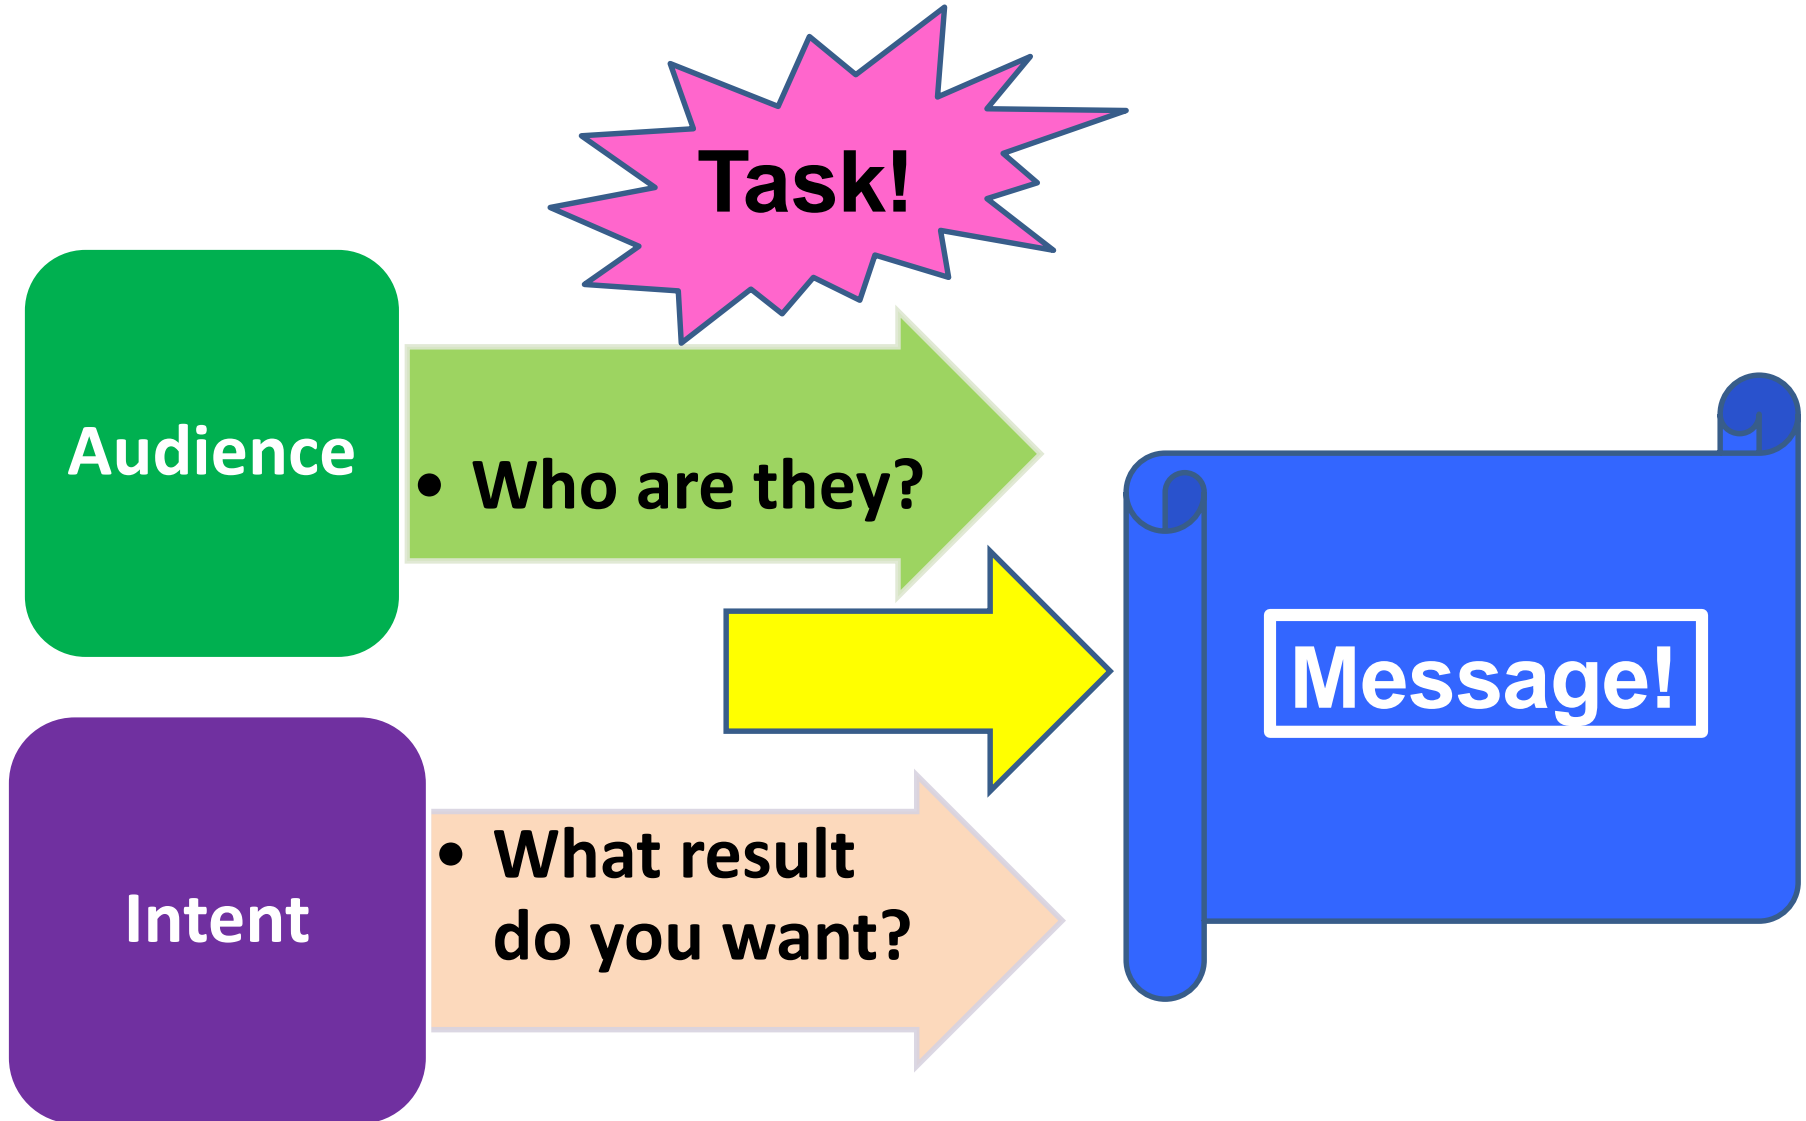 Task!
Audience
• Who are they?
Message!
Intent
• What result
do you want?